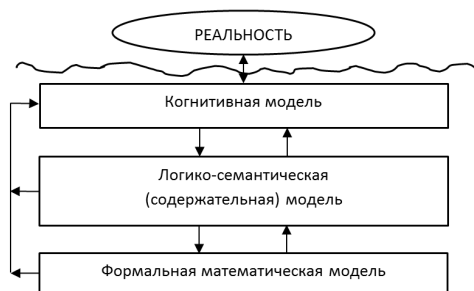 РЕАЛЬНОСТЬ
Когнитивная модель
Логико-семантическая
(содержательная) модель
Формальная математическая модель